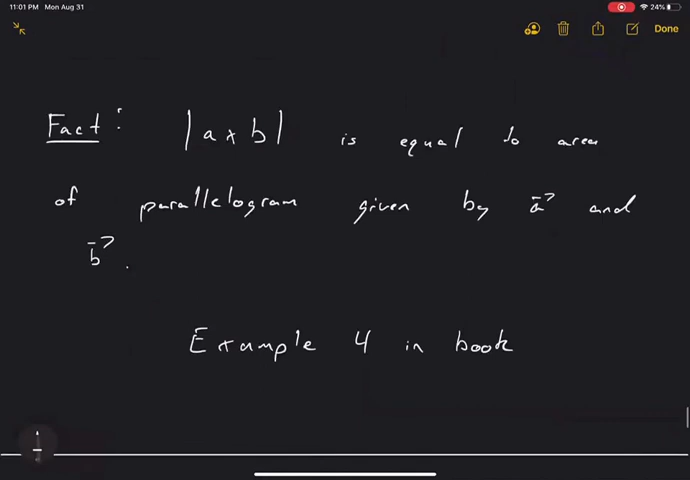 11:01 PM Mon Aug 31
24%
Done
Fact: |a × b| is equal to area
of parallelogram given by a⃗ and
b⃗.
Example 4 in book